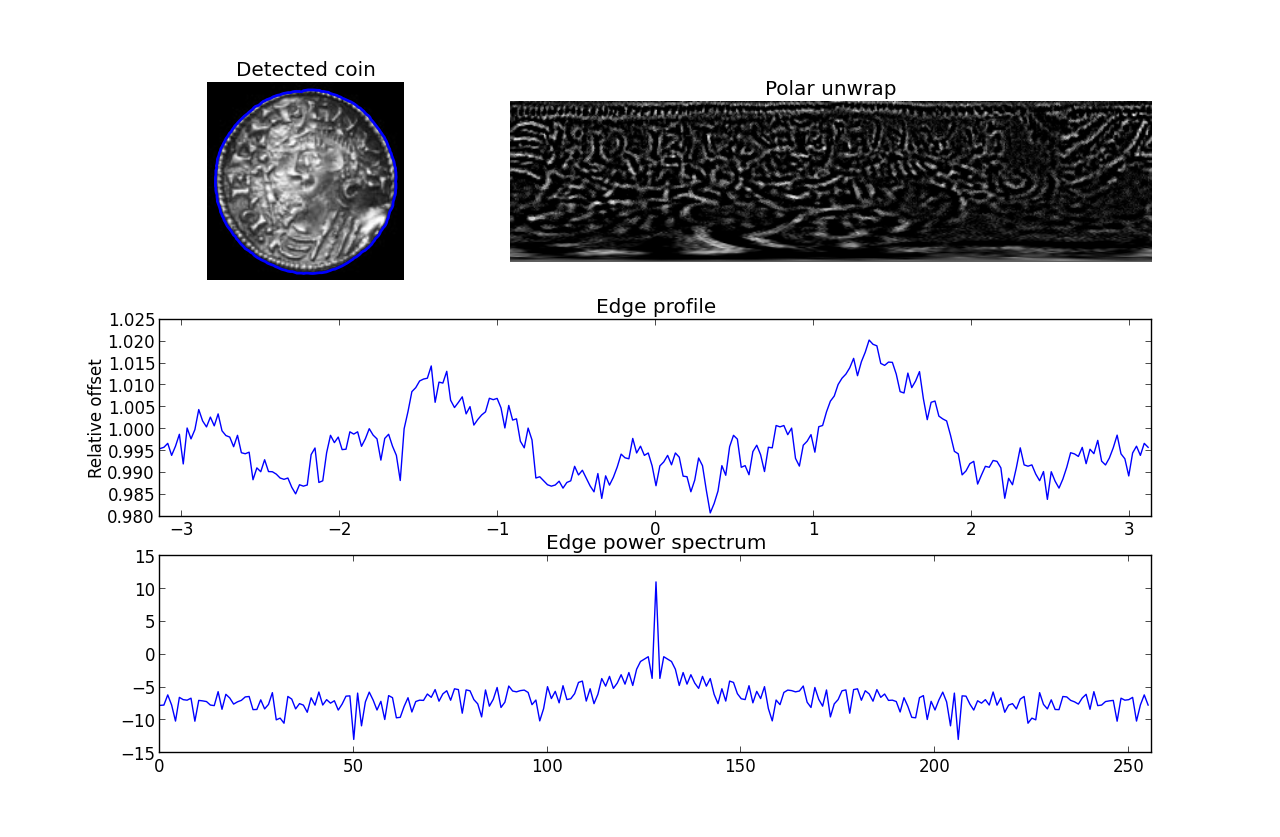 Detected coin
Polar unwrap
Edge profile
Relative offset
1.025
1.020
1.015
1.010
1.005
1.000
0.995
0.990
0.985
0.980
−3 −2 −1 0 1 2 3
Edge power spectrum
15
10
5
0
−5
−10
−15
0 50 100 150 200 250